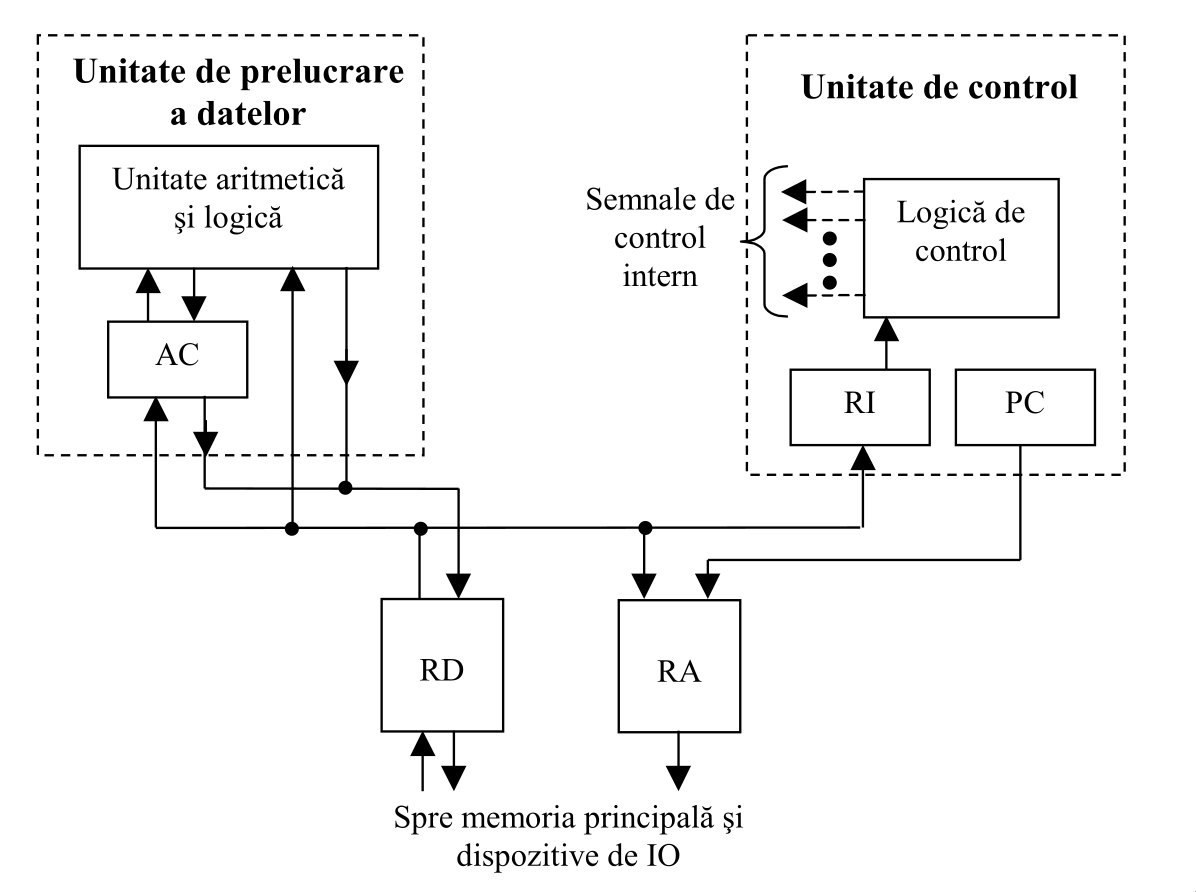 Unitate de prelucrare
a datelor
Unitate aritmetică
şi logică
AC
Unitate de control
Semnale de
control
intern
Logică de
control
RI
PC
RD
RA
Spre memoria principală şi
dispozitive de IO